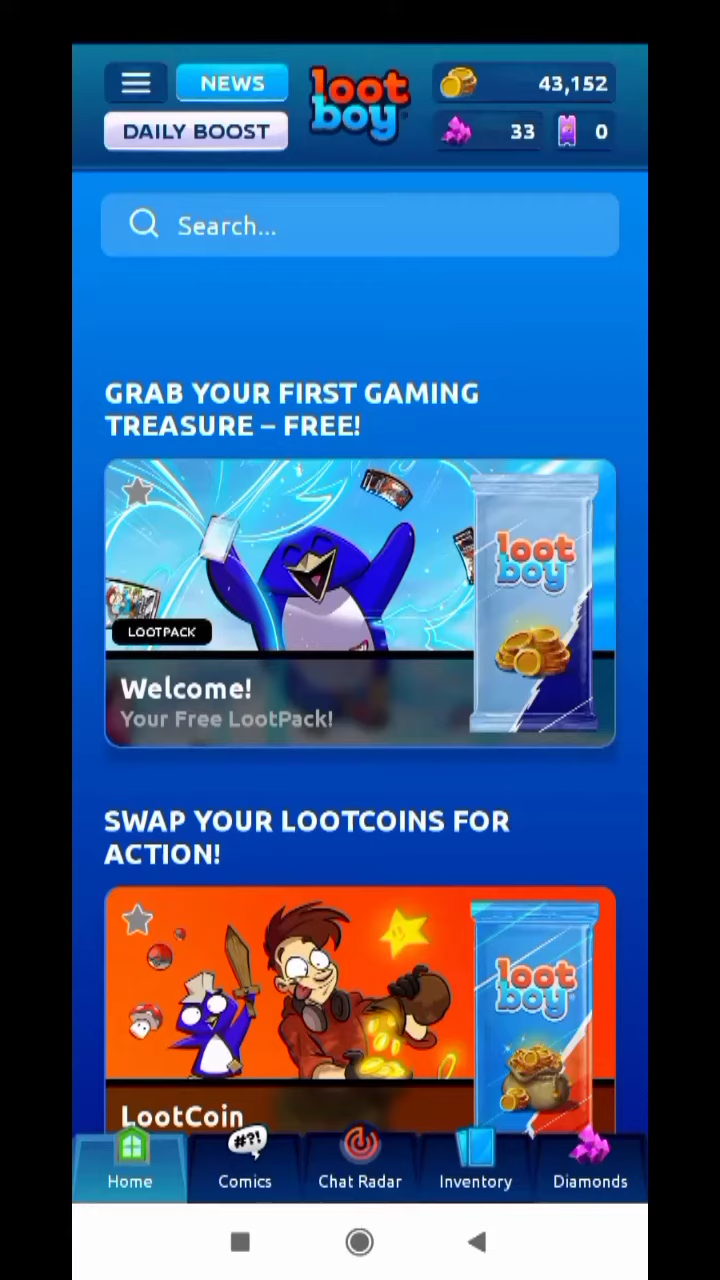 NEWS
loot
boy
43,152
DAILY BOOST
33
0
Search...
GRAB YOUR FIRST GAMING
TREASURE – FREE!
loot
boy
LOOTPACK
Welcome!
Your Free LootPack!
SWAP YOUR LOOTCOINS FOR
ACTION!
loot
boy
LootCoin
#?!
Home
Comics
Chat Radar
Inventory
Diamonds